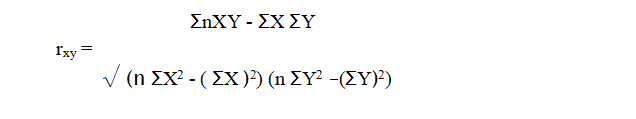 ΣnXY - ΣX ΣY
rxy =
√ (n ΣX² - ( ΣX )²) (n ΣY² –(ΣY)²)